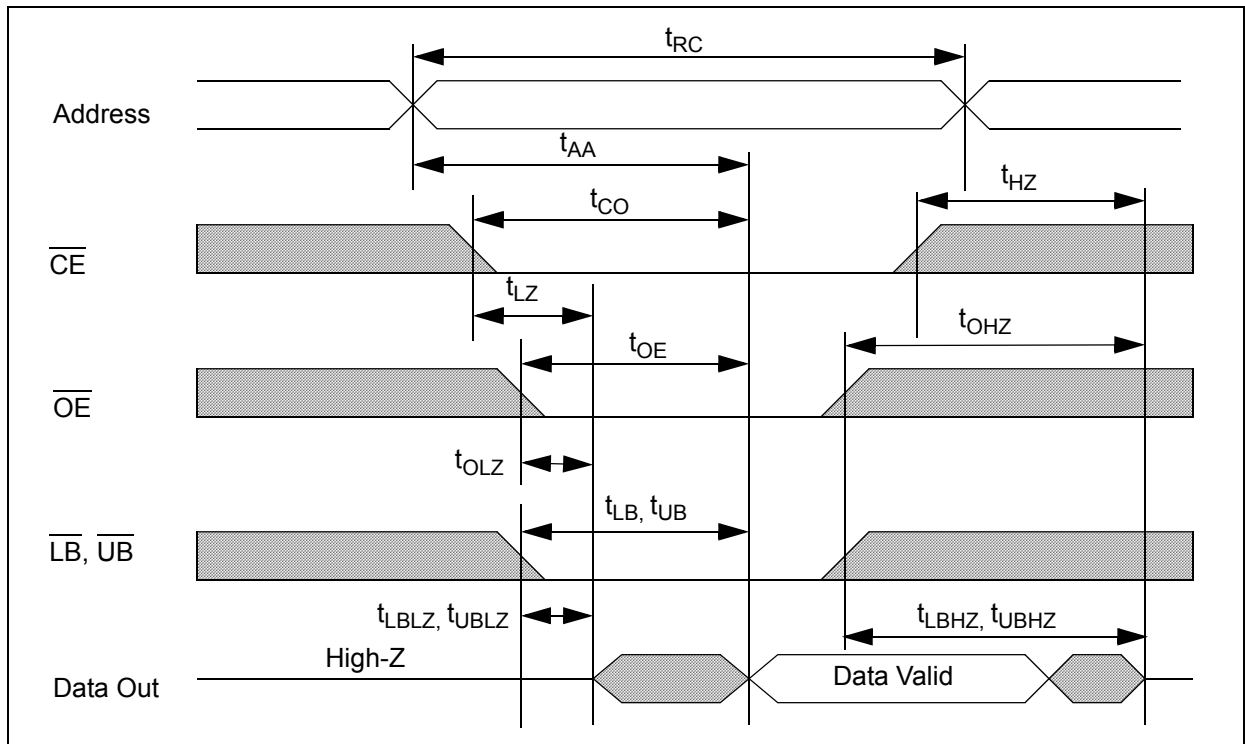 tRC
Address
tAA
tHZ
tCO
CE
tLZ
tOHZ
tOE
OE
tOLZ
tLB, tUB
LB, UB
tLBLZ, tUBLZ
tLBHZ, tUBHZ
High-Z
Data Valid
Data Out